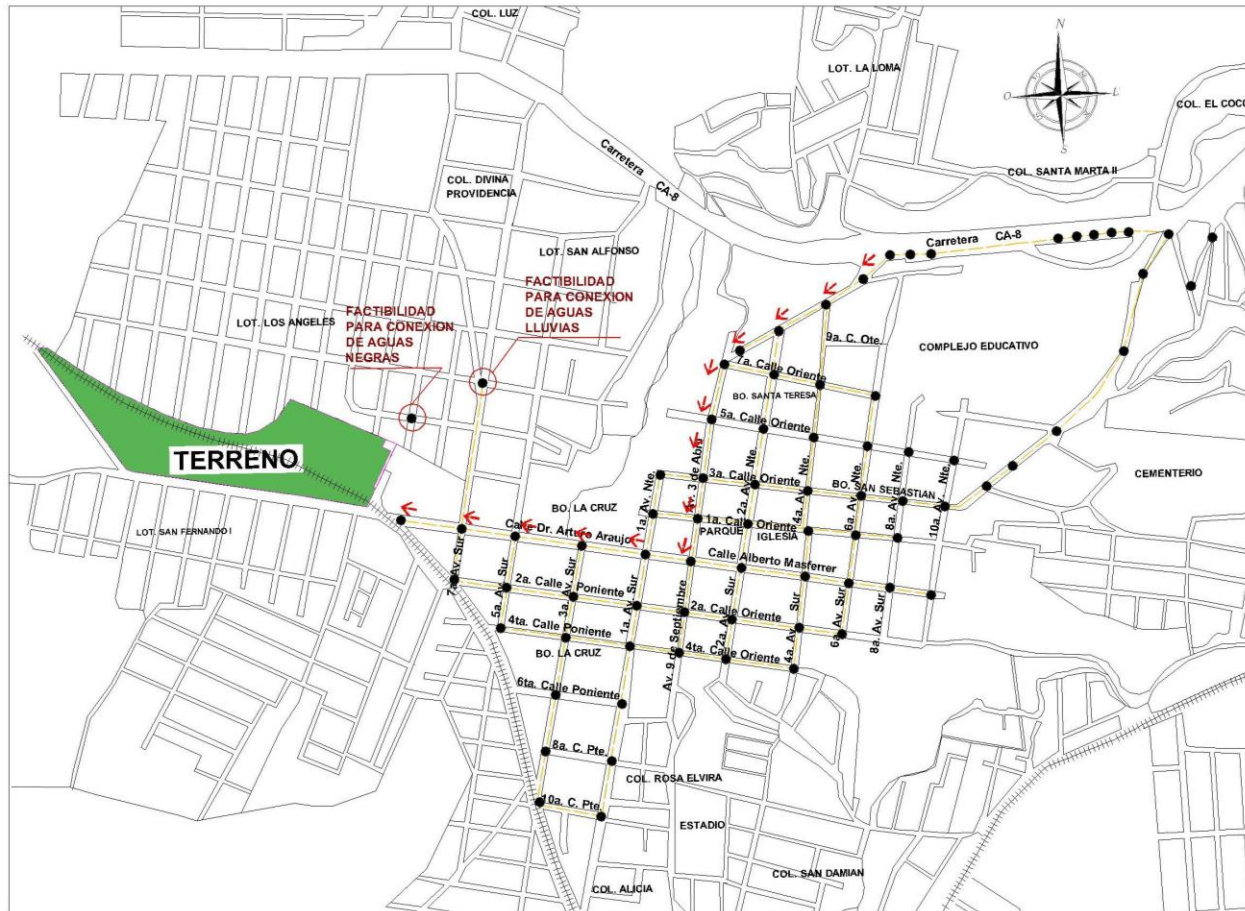 COL. LUZ
N
LOT. LA LOMA
O
L
S
COL. EL COCO
Carretera CA-8
COL. SANTA MARTA II
COL. DIVINA
PROVIDENCIA
LOT. SAN ALFONSO
Carretera CA-8
FACTIBILIDAD
PARA CONEXION
DE AGUAS
LLUVIAS
LOT. LOS ANGELES
FACTIBILIDAD
PARA CONEXION
DE AGUAS
NEGRAS
9a. C. Ote.
COMPLEJO EDUCATIVO
7a. Calle Oriente
BO. SANTA TERESA
5a. Calle Oriente
TERRENO
3a. Calle Oriente
BO. SAN SEBASTIAN
CEMENTERIO
1a. Av. Nte.
Av. 3 de Abril
2a. Av. Nte.
4a. Av. Nte.
6a. Av. Nte.
8a. Av. Nte.
10a. Av. Nte.
BO. LA CRUZ
1a. Calle Oriente
PARQUE
IGLESIA
LOT. SAN FERNANDO I
Calle Dr. Arturo Araujo
Calle Alberto Masferrer
7a. Av. Sur
5a. Av. Sur
3a. Av. Sur
1a. Av. Sur
Av. 9 de Septiembre
2a. Av. Sur
4a. Av. Sur
6a. Av. Sur
8a. Av. Sur
2a. Calle Poniente
2a. Calle Oriente
4ta. Calle Poniente
4ta. Calle Oriente
BO. LA CRUZ
6ta. Calle Poniente
8a. C. Pte.
COL. ROSA ELVIRA
10a. C. Pte.
ESTADIO
COL. SAN DAMIAN
COL. ALICIA